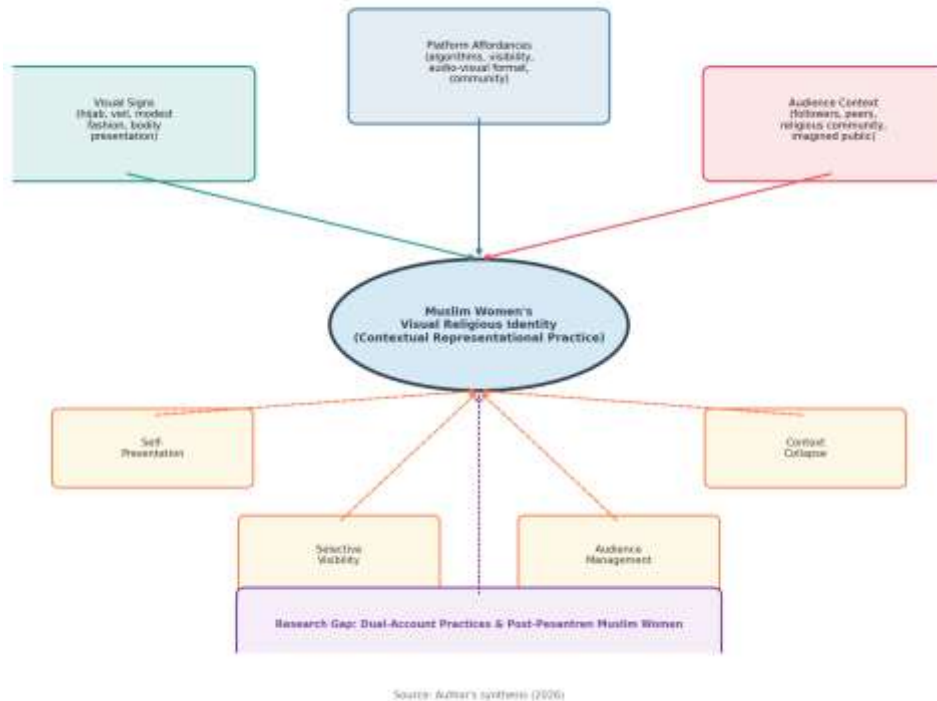 Platform Affordances
(algorithms, visibility,
audio-visual format,
community)
Visual Signs
(hijab, veil, modest
fashion, bodily
presentation)
Audience Context
(followers, peers,
religious community,
imagined public)
Muslim Women's
Visual Religious Identity
(Contextual Representational Practice)
Self-
Presentation
Context
Collapse
Selective
Visibility
Audience
Management
Research Gap: Dual-Account Practices & Post-Pesantren Muslim Women
Source: Author's synthesis (2026)